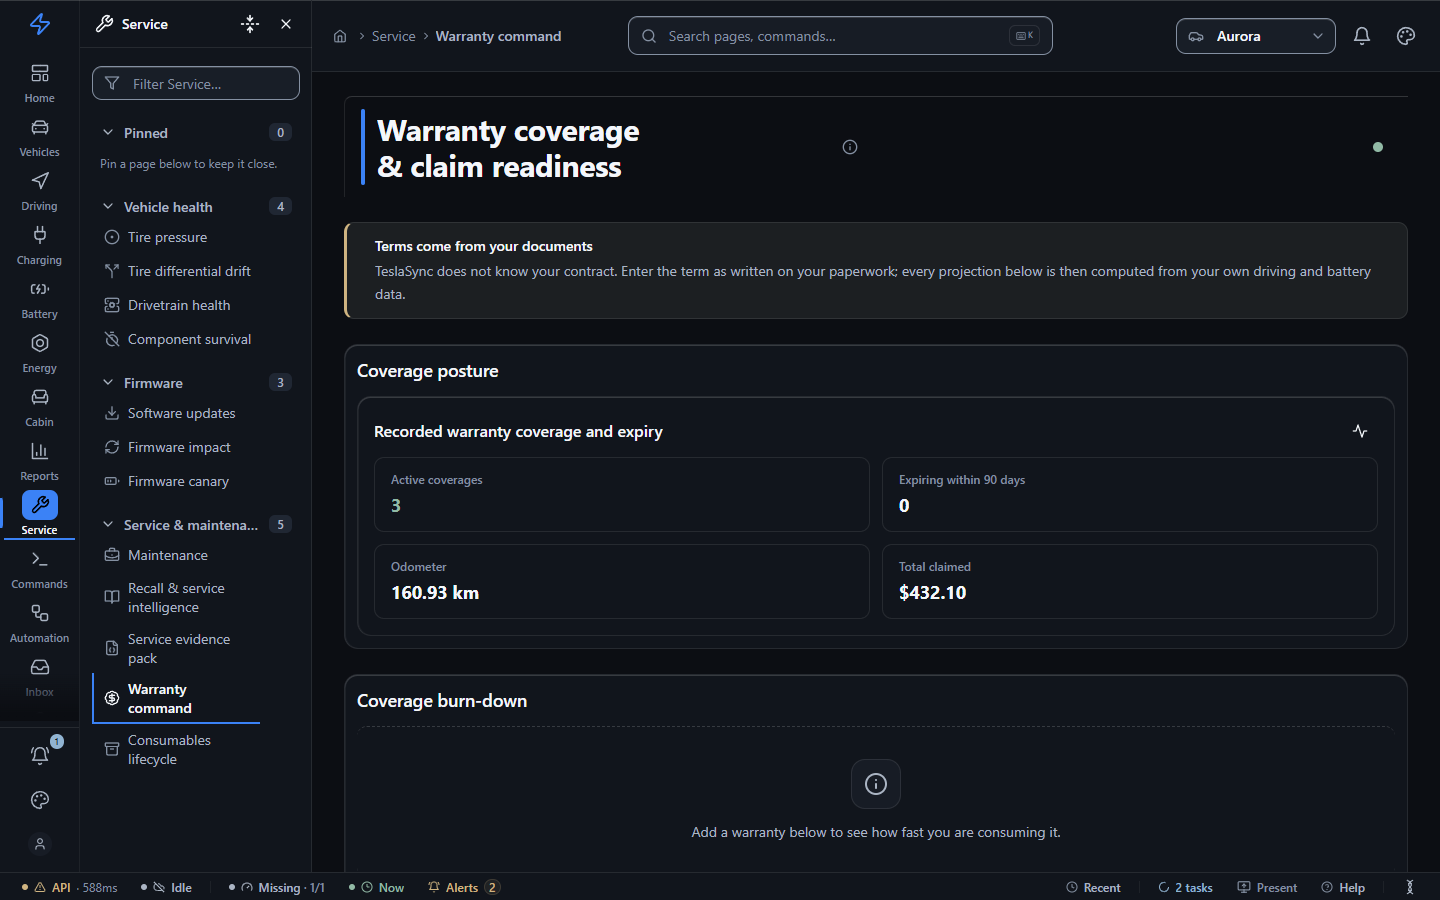 Service
Service
Warranty command
Search pages, commands...
K
Aurora
Home
Vehicles
Driving
Charging
Battery
Energy
Cabin
Reports
Service
Commands
Automation
Inbox
1
Filter Service...
Pinned
0
Pin a page below to keep it close.
Vehicle health
4
Tire pressure
Tire differential drift
Drivetrain health
Component survival
Firmware
3
Software updates
Firmware impact
Firmware canary
Service & maintena...
5
Maintenance
Recall & service
intelligence
Service evidence
pack
Warranty
command
Consumables
lifecycle
Warranty coverage
& claim readiness
Terms come from your documents
TeslaSync does not know your contract. Enter the term as written on your paperwork; every projection below is then computed from your own driving and battery
data.
Coverage posture
Recorded warranty coverage and expiry
Active coverages
3
Expiring within 90 days
0
Odometer
160.93 km
Total claimed
$432.10
Coverage burn-down
Add a warranty below to see how fast you are consuming it.
API · 588ms
Idle
Missing · 1/1
Now
Alerts 2
Recent
2 tasks
Present
Help